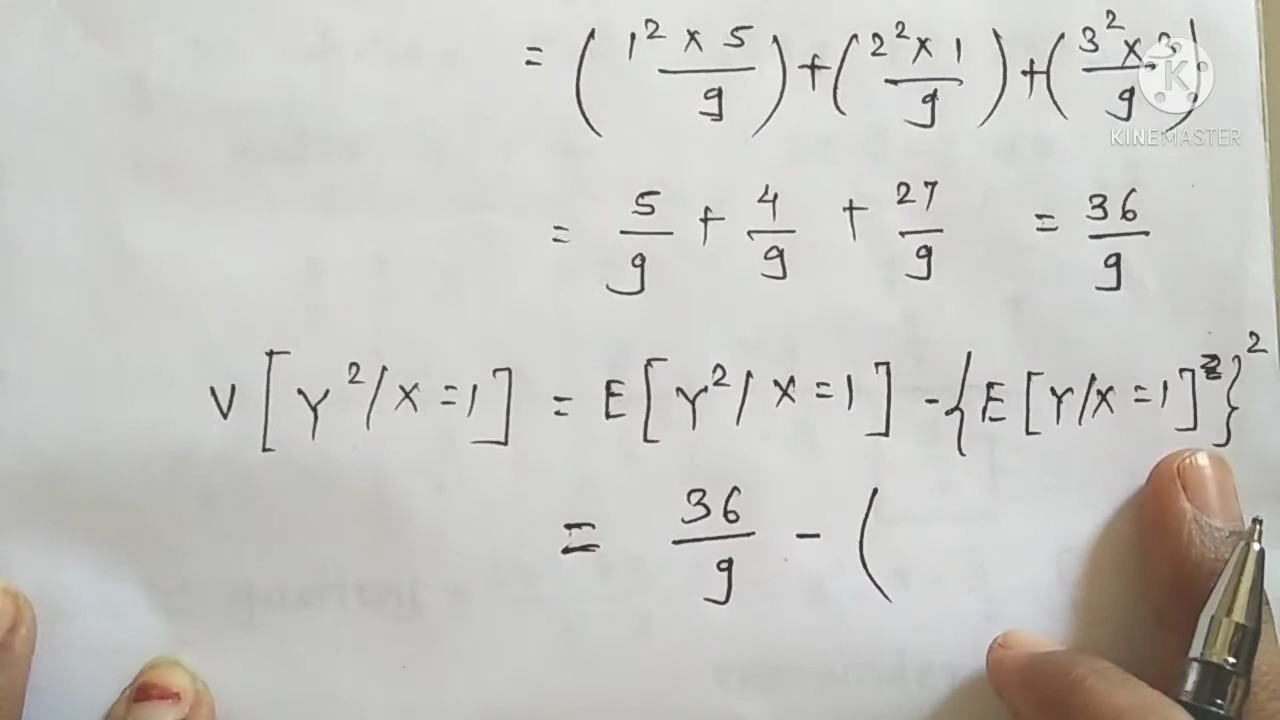 = (1² × 5/9) + (2² × 1/9) + (3² × 3/9)
KINEMASTER
= 5/9 + 4/9 + 27/9 = 36/9
V[Y²/X=1] = E[Y²/X=1] - {E[Y/X=1]}²
= 36/9 - (